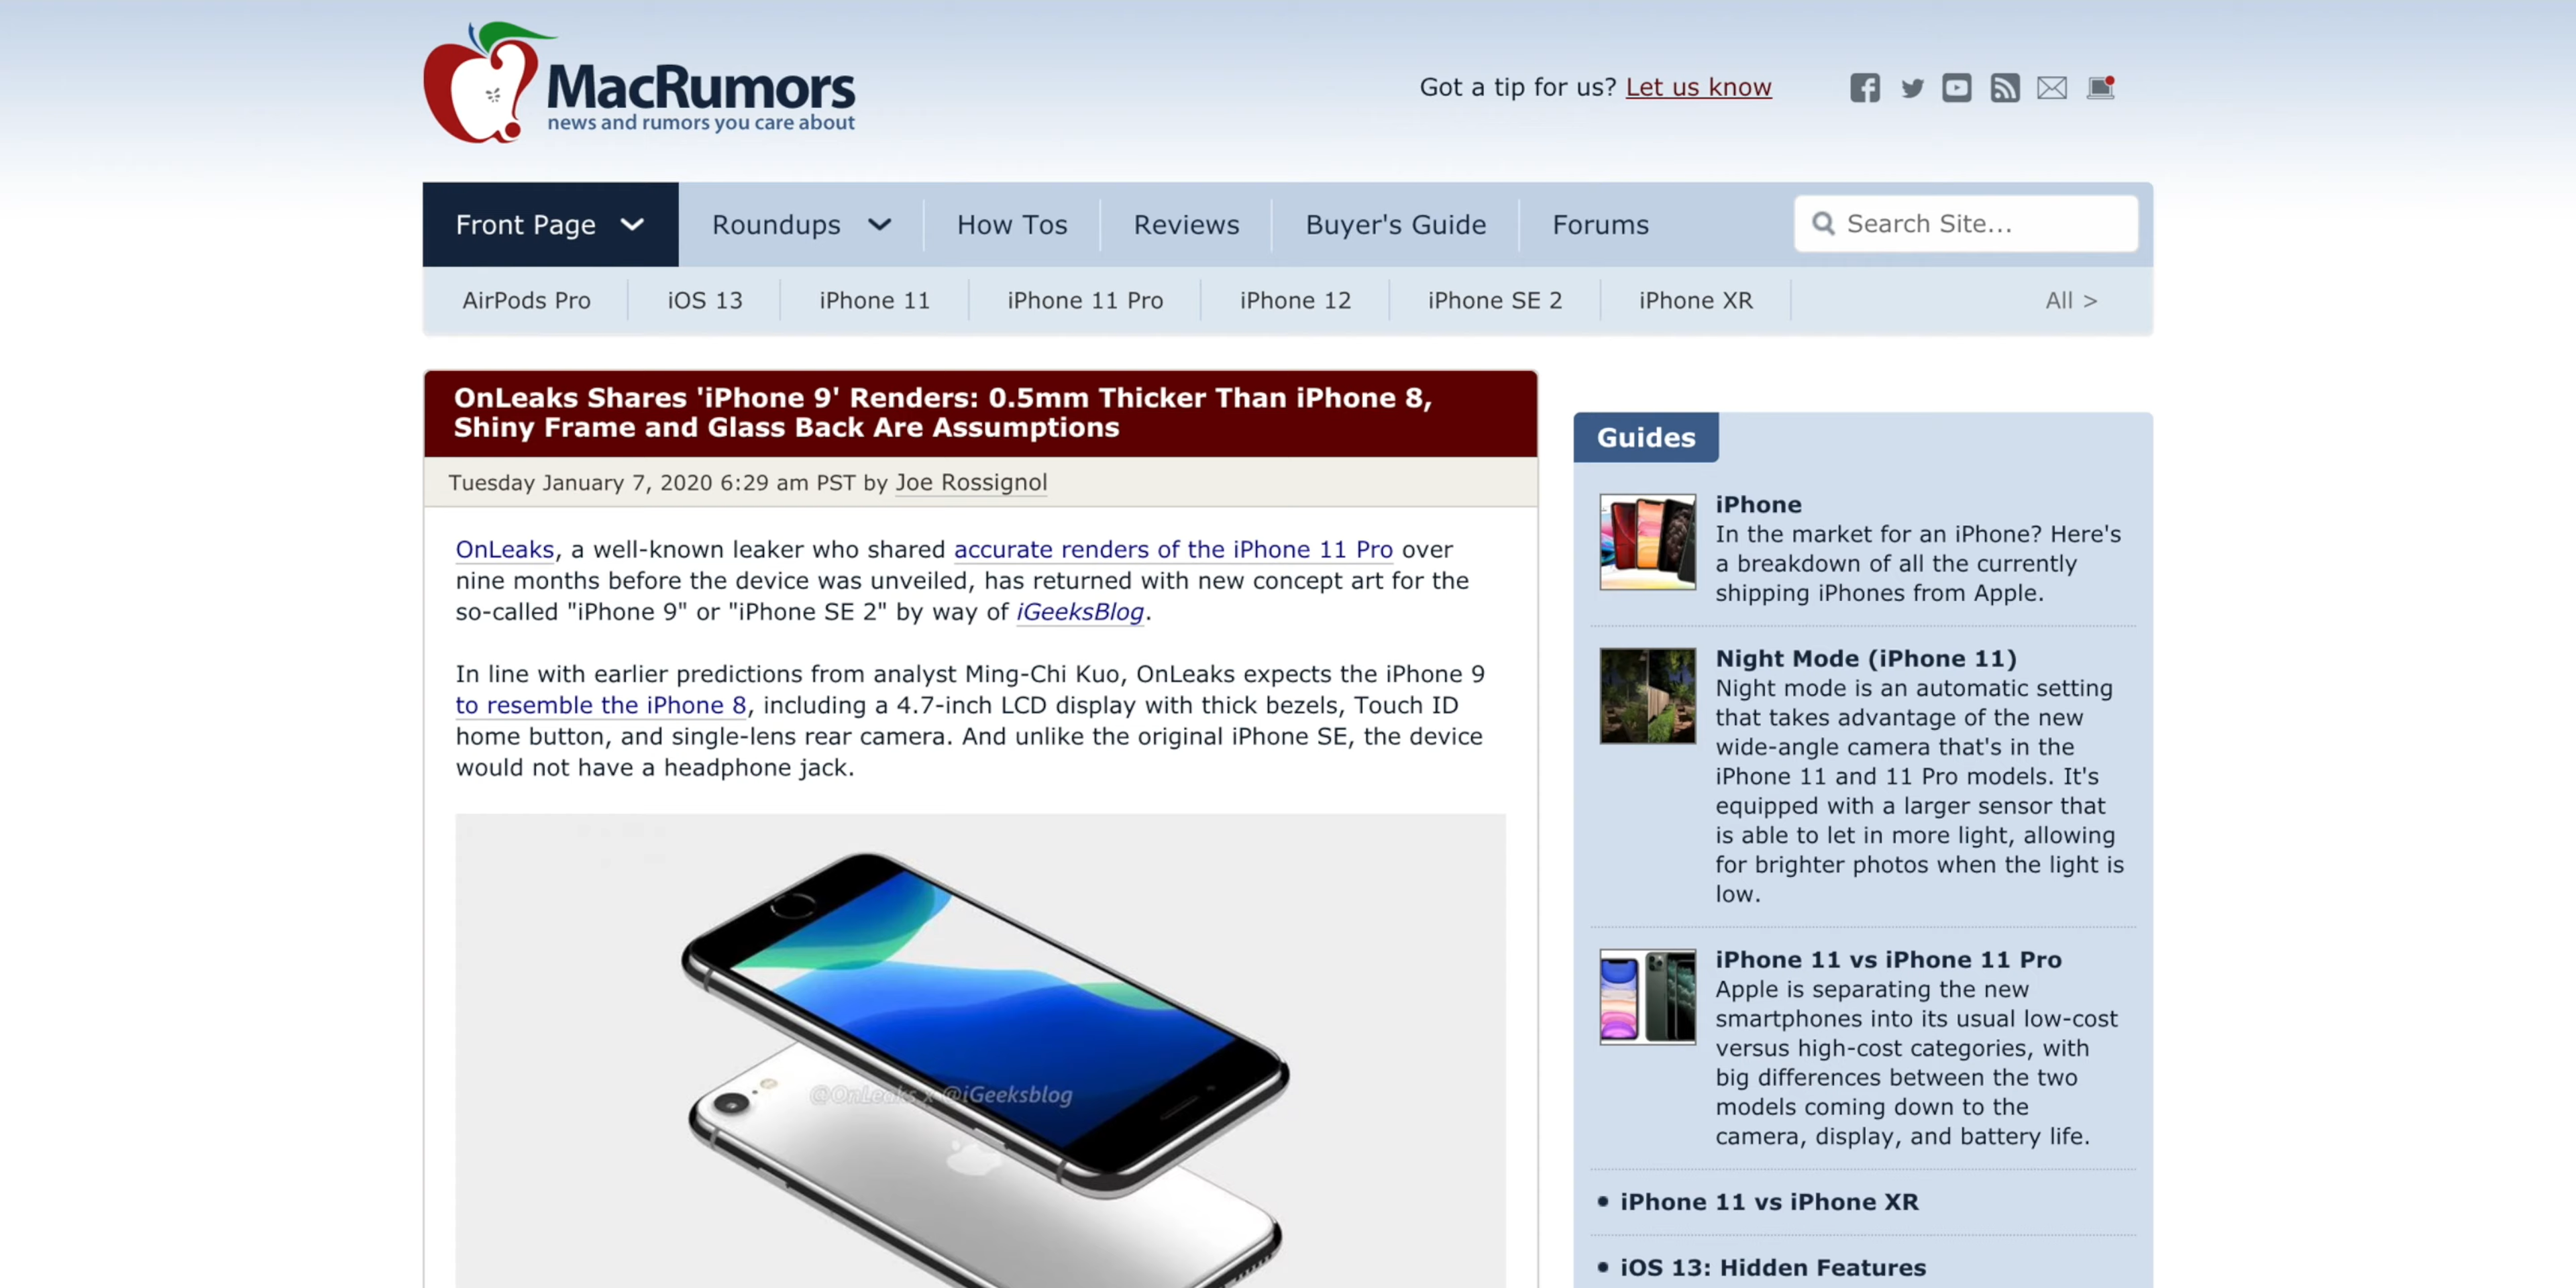 MacRumors
news and rumors you care about
Got a tip for us? Let us know
Front Page
Roundups
How Tos
Reviews
Buyer's Guide
Forums
Search Site...
AirPods Pro
iOS 13
iPhone 11
iPhone 11 Pro
iPhone 12
iPhone SE 2
iPhone XR
All >
OnLeaks Shares 'iPhone 9' Renders: 0.5mm Thicker Than iPhone 8,
Shiny Frame and Glass Back Are Assumptions
Tuesday January 7, 2020 6:29 am PST by Joe Rossignol
OnLeaks, a well-known leaker who shared accurate renders of the iPhone 11 Pro over
nine months before the device was unveiled, has returned with new concept art for the
so-called "iPhone 9" or "iPhone SE 2" by way of iGeeksBlog.
In line with earlier predictions from analyst Ming-Chi Kuo, OnLeaks expects the iPhone 9
to resemble the iPhone 8, including a 4.7-inch LCD display with thick bezels, Touch ID
home button, and single-lens rear camera. And unlike the original iPhone SE, the device
would not have a headphone jack.
@OnLeaks x @iGeeksblog
Guides
iPhone
In the market for an iPhone? Here's
a breakdown of all the currently
shipping iPhones from Apple.
Night Mode (iPhone 11)
Night mode is an automatic setting
that takes advantage of the new
wide-angle camera that's in the
iPhone 11 and 11 Pro models. It's
equipped with a larger sensor that
is able to let in more light, allowing
for brighter photos when the light is
low.
iPhone 11 vs iPhone 11 Pro
Apple is separating the new
smartphones into its usual low-cost
versus high-cost categories, with
big differences between the two
models coming down to the
camera, display, and battery life.
• iPhone 11 vs iPhone XR
• iOS 13: Hidden Features